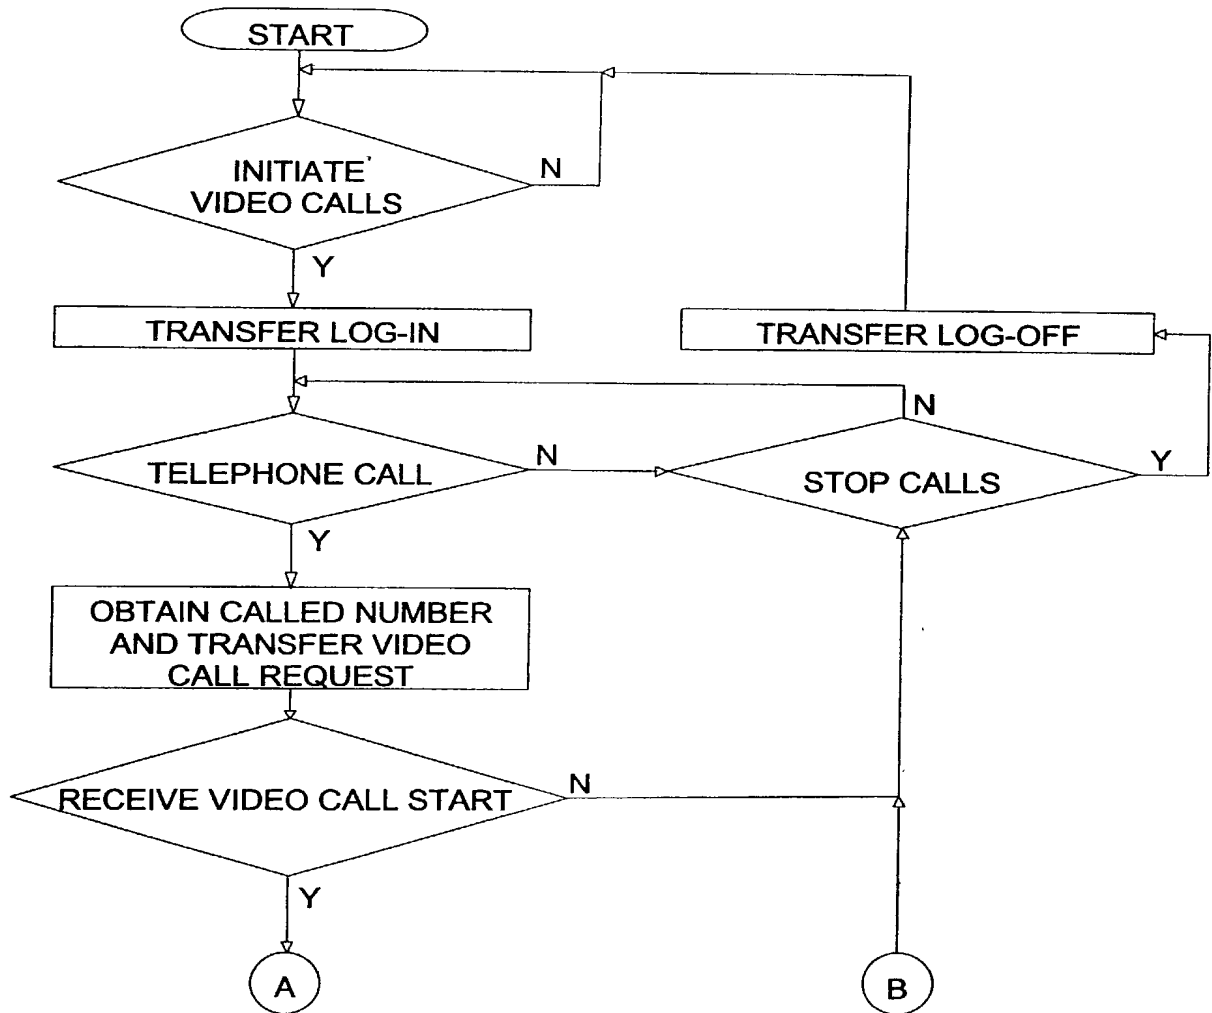 START
INITIATE
VIDEO CALLS
N
Y
TRANSFER LOG-IN
TRANSFER LOG-OFF
N
TELEPHONE CALL
N
STOP CALLS
Y
Y
OBTAIN CALLED NUMBER
AND TRANSFER VIDEO
CALL REQUEST
RECEIVE VIDEO CALL START
N
Y
A
B